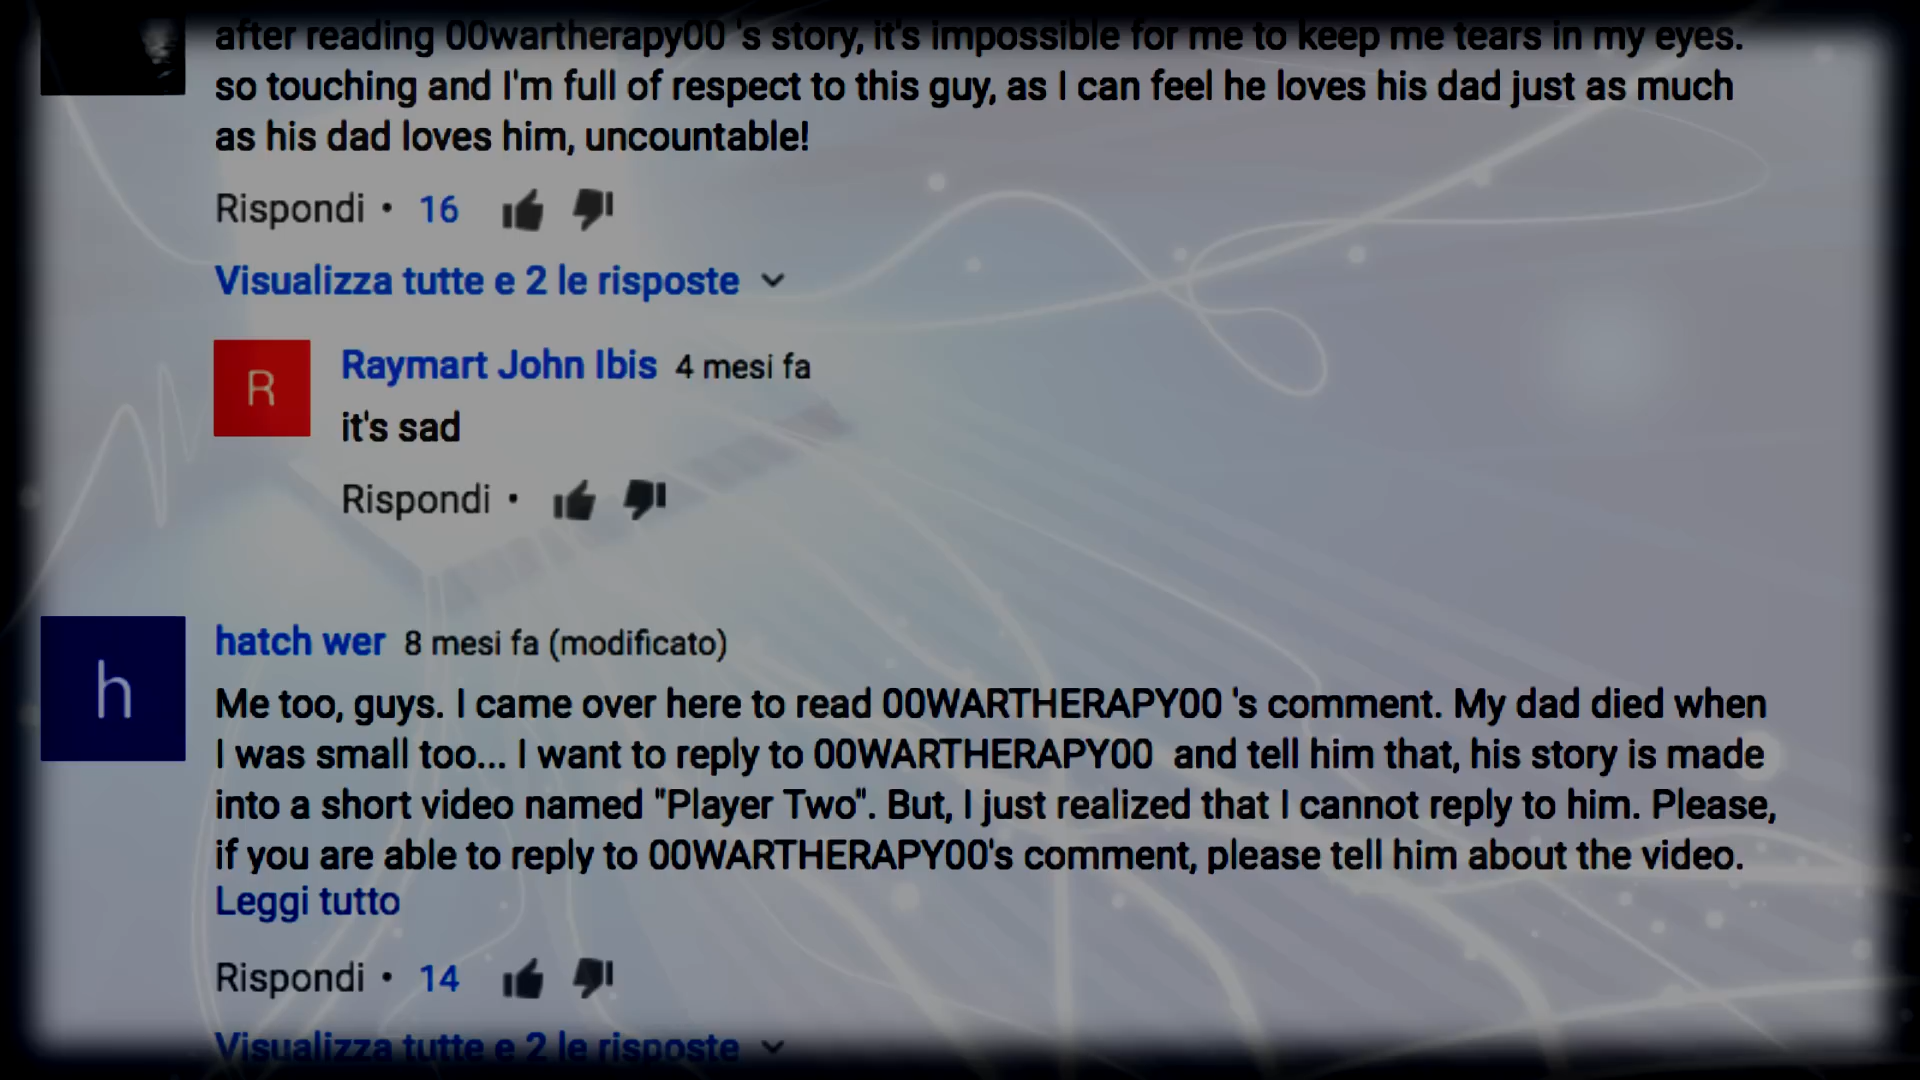 after reading 00wartherapy00 's story, it's impossible for me to keep me tears in my eyes.
so touching and I'm full of respect to this guy, as I can feel he loves his dad just as much
as his dad loves him, uncountable!
Rispondi • 16
Visualizza tutte e 2 le risposte
R
Raymart John Ibis 4 mesi fa
it's sad
Rispondi •
h
hatch wer 8 mesi fa (modificato)
Me too, guys. I came over here to read 00WARTHERAPY00 's comment. My dad died when
I was small too... I want to reply to 00WARTHERAPY00 and tell him that, his story is made
into a short video named "Player Two". But, I just realized that I cannot reply to him. Please,
if you are able to reply to 00WARTHERAPY00's comment, please tell him about the video.
Leggi tutto
Rispondi • 14
Visualizza tutte e 2 le risposte